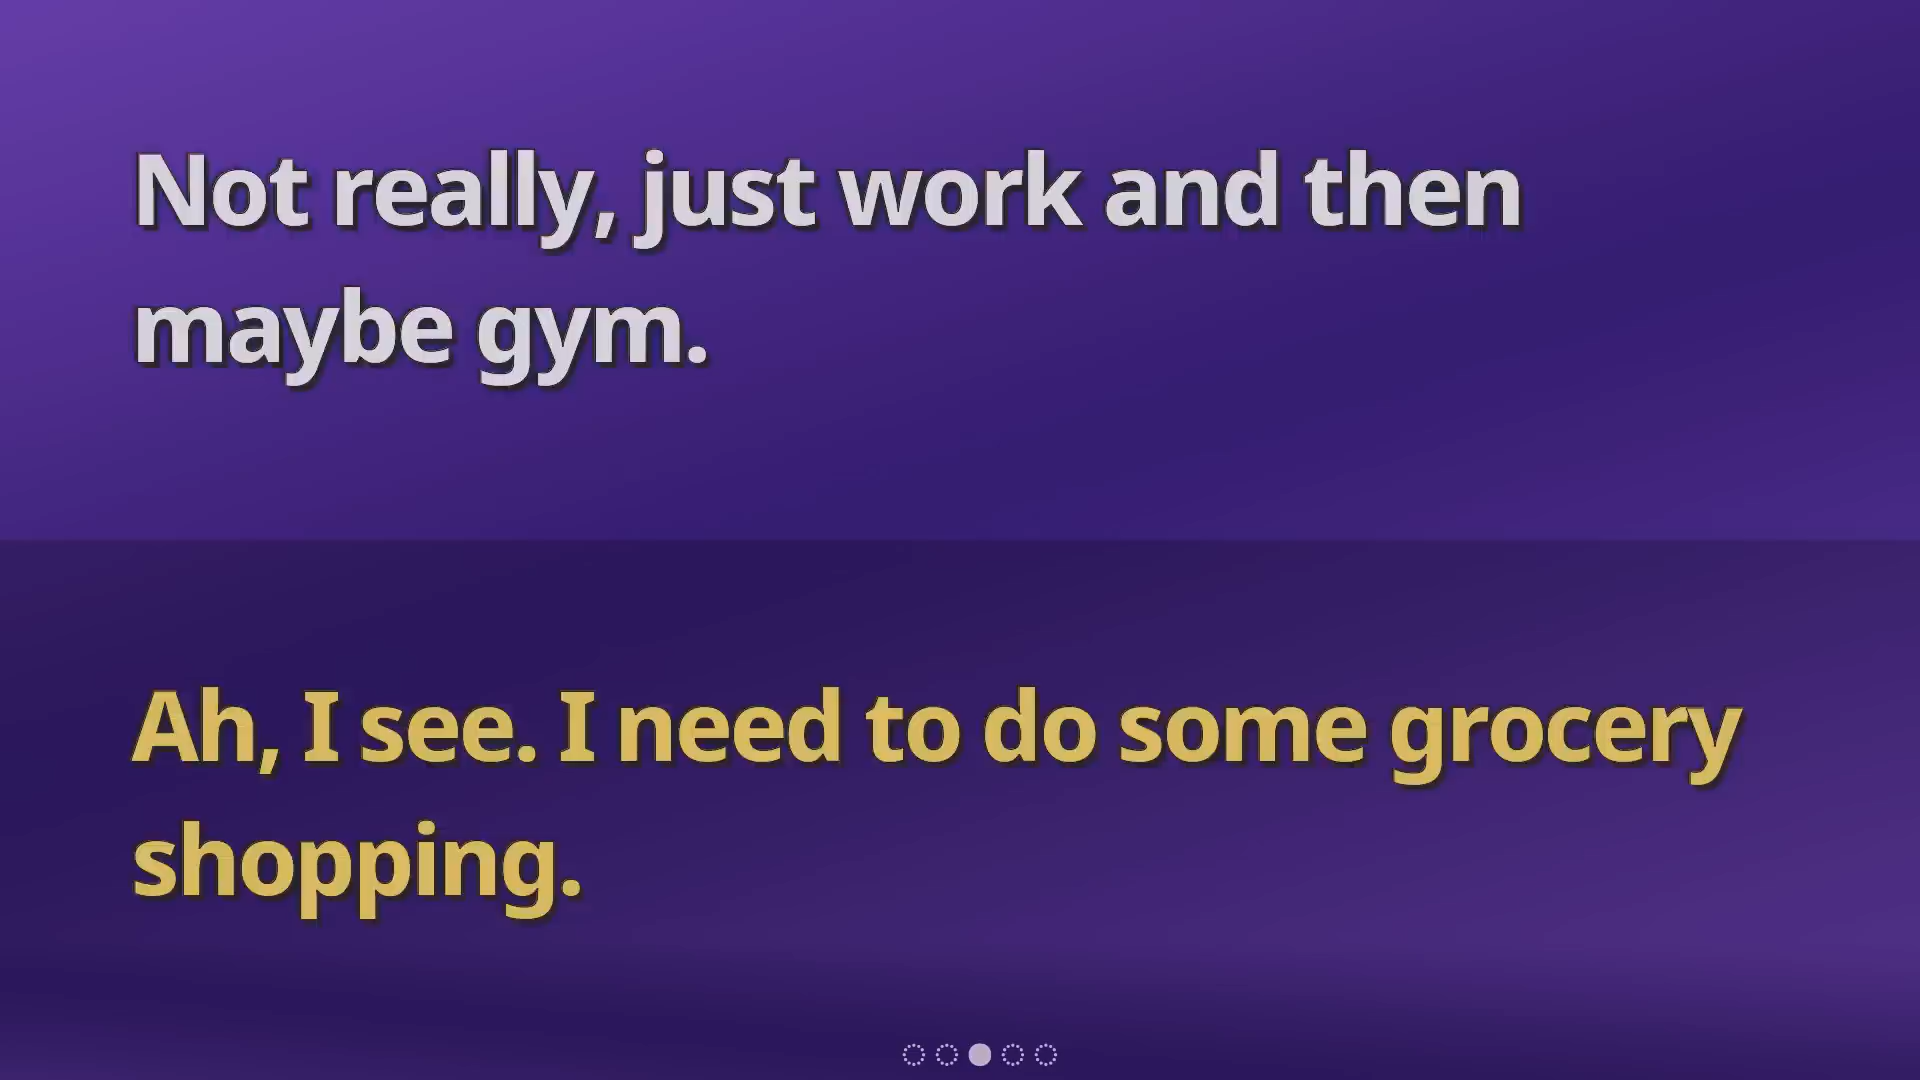 Not really, just work and then
maybe gym.
Ah, I see. I need to do some grocery
shopping.